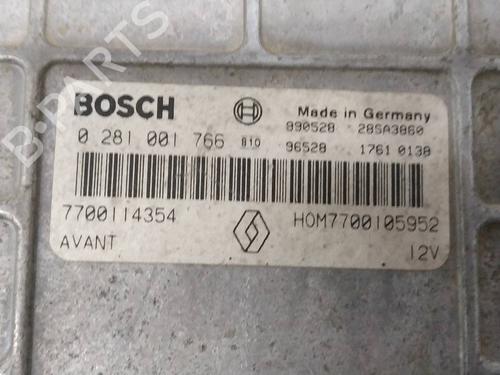 B-PARTS
BOSCH Made in Germany
890528 28SA3860
0 281 001 766 810 96528 1761 0138
7700114354 HOM7700105952
AVANT 12V